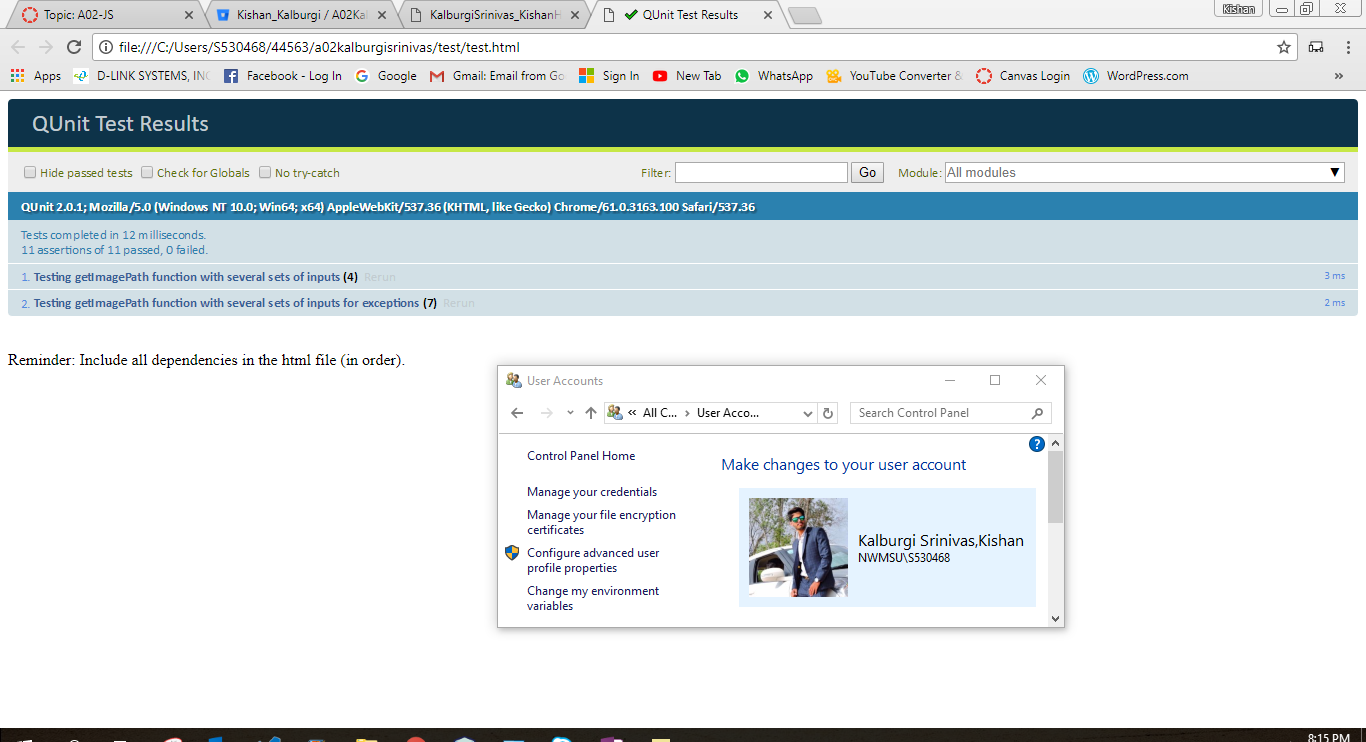 Topic: A02-JS
Kishan_Kalburgi / A02Kal
KalburgiSrinivas_KishanH
QUnit Test Results
Kishan
file:///C:/Users/S530468/44563/a02kalburgisrinivas/test/test.html
Apps
D-LINK SYSTEMS, INC
Facebook - Log In
Google
Gmail: Email from Go
Sign In
New Tab
WhatsApp
YouTube Converter &
Canvas Login
WordPress.com
»
QUnit Test Results
Hide passed tests Check for Globals No try-catch
Filter: Go Module: All modules
QUnit 2.0.1; Mozilla/5.0 (Windows NT 10.0; Win64; x64) AppleWebKit/537.36 (KHTML, like Gecko) Chrome/61.0.3163.100 Safari/537.36
Tests completed in 12 milliseconds.
11 assertions of 11 passed, 0 failed.
1. Testing getImagePath function with several sets of inputs (4) Rerun 3 ms
2. Testing getImagePath function with several sets of inputs for exceptions (7) Rerun 2 ms
Reminder: Include all dependencies in the html file (in order).
User Accounts
« All C... › User Acco...
Search Control Panel
?
Control Panel Home
Manage your credentials
Manage your file encryption
certificates
Configure advanced user
profile properties
Change my environment
variables
Make changes to your user account
Kalburgi Srinivas,Kishan
NWMSU\S530468
8:15 PM